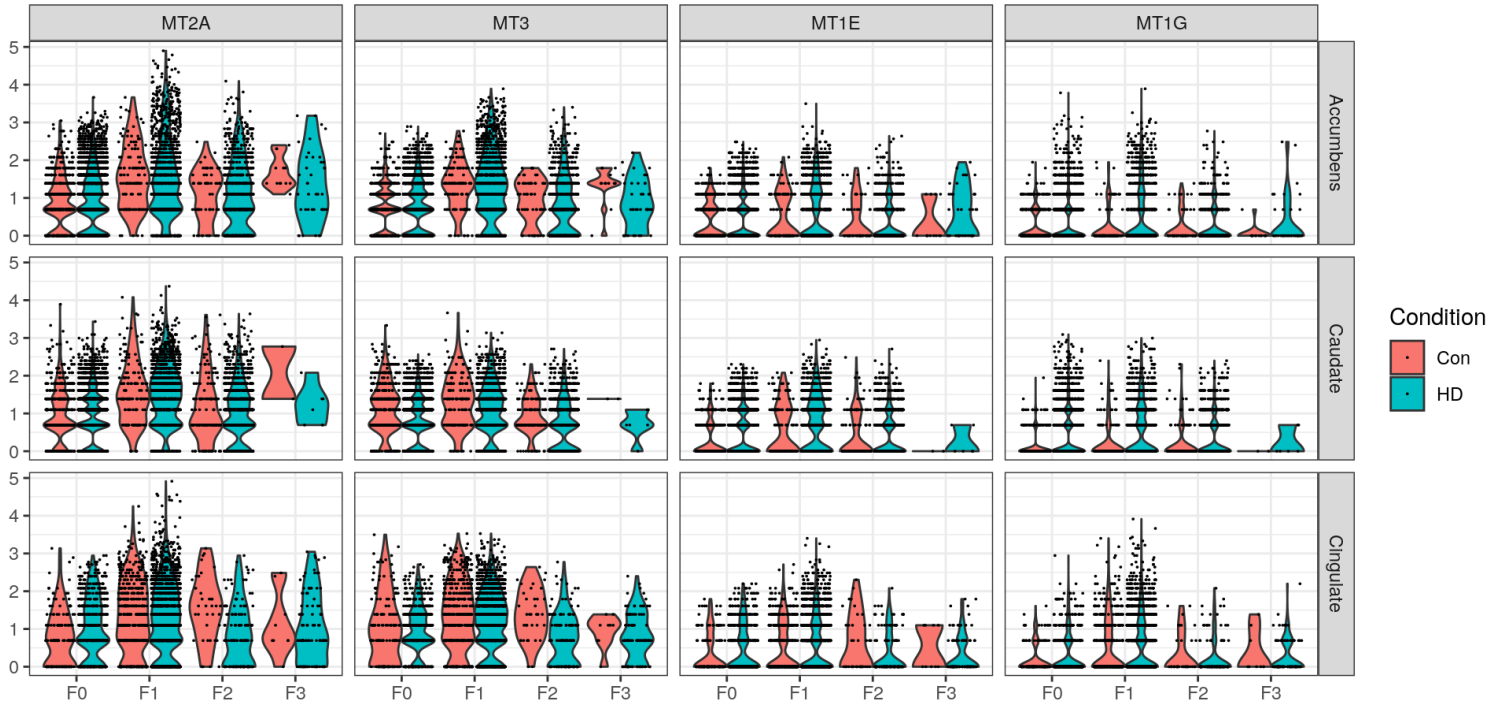 MT2A MT3 MT1E MT1G
5
4
3
2
1
0
Accumbens
5
4
3
2
1
0
Caudate
5
4
3
2
1
0
CIngulate
F0 F1 F2 F3 F0 F1 F2 F3 F0 F1 F2 F3 F0 F1 F2 F3
Condition
Con
HD